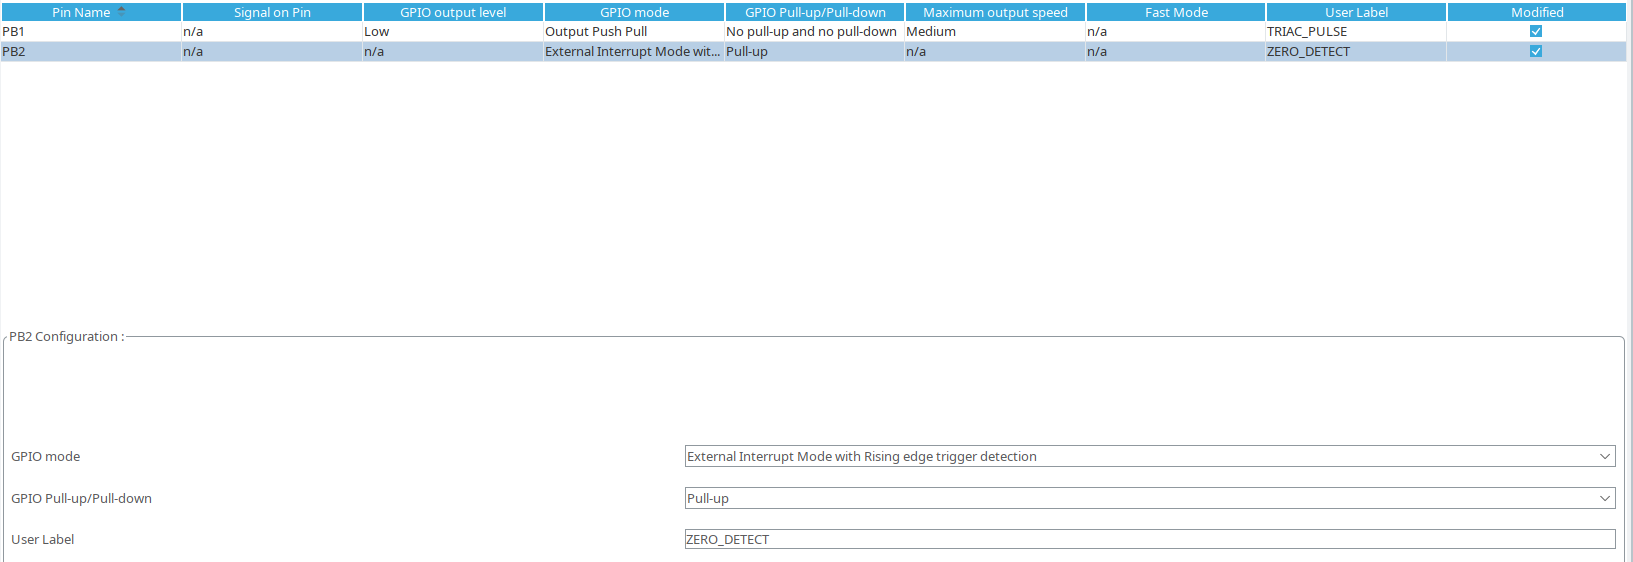 Pin Name Signal on Pin GPIO output level GPIO mode GPIO Pull-up/Pull-down Maximum output speed Fast Mode User Label Modified
PB1 n/a Low Output Push Pull No pull-up and no pull-down Medium n/a TRIAC_PULSE
PB2 n/a n/a External Interrupt Mode wit... Pull-up n/a n/a ZERO_DETECT
PB2 Configuration :
GPIO mode External Interrupt Mode with Rising edge trigger detection
GPIO Pull-up/Pull-down Pull-up
User Label ZERO_DETECT